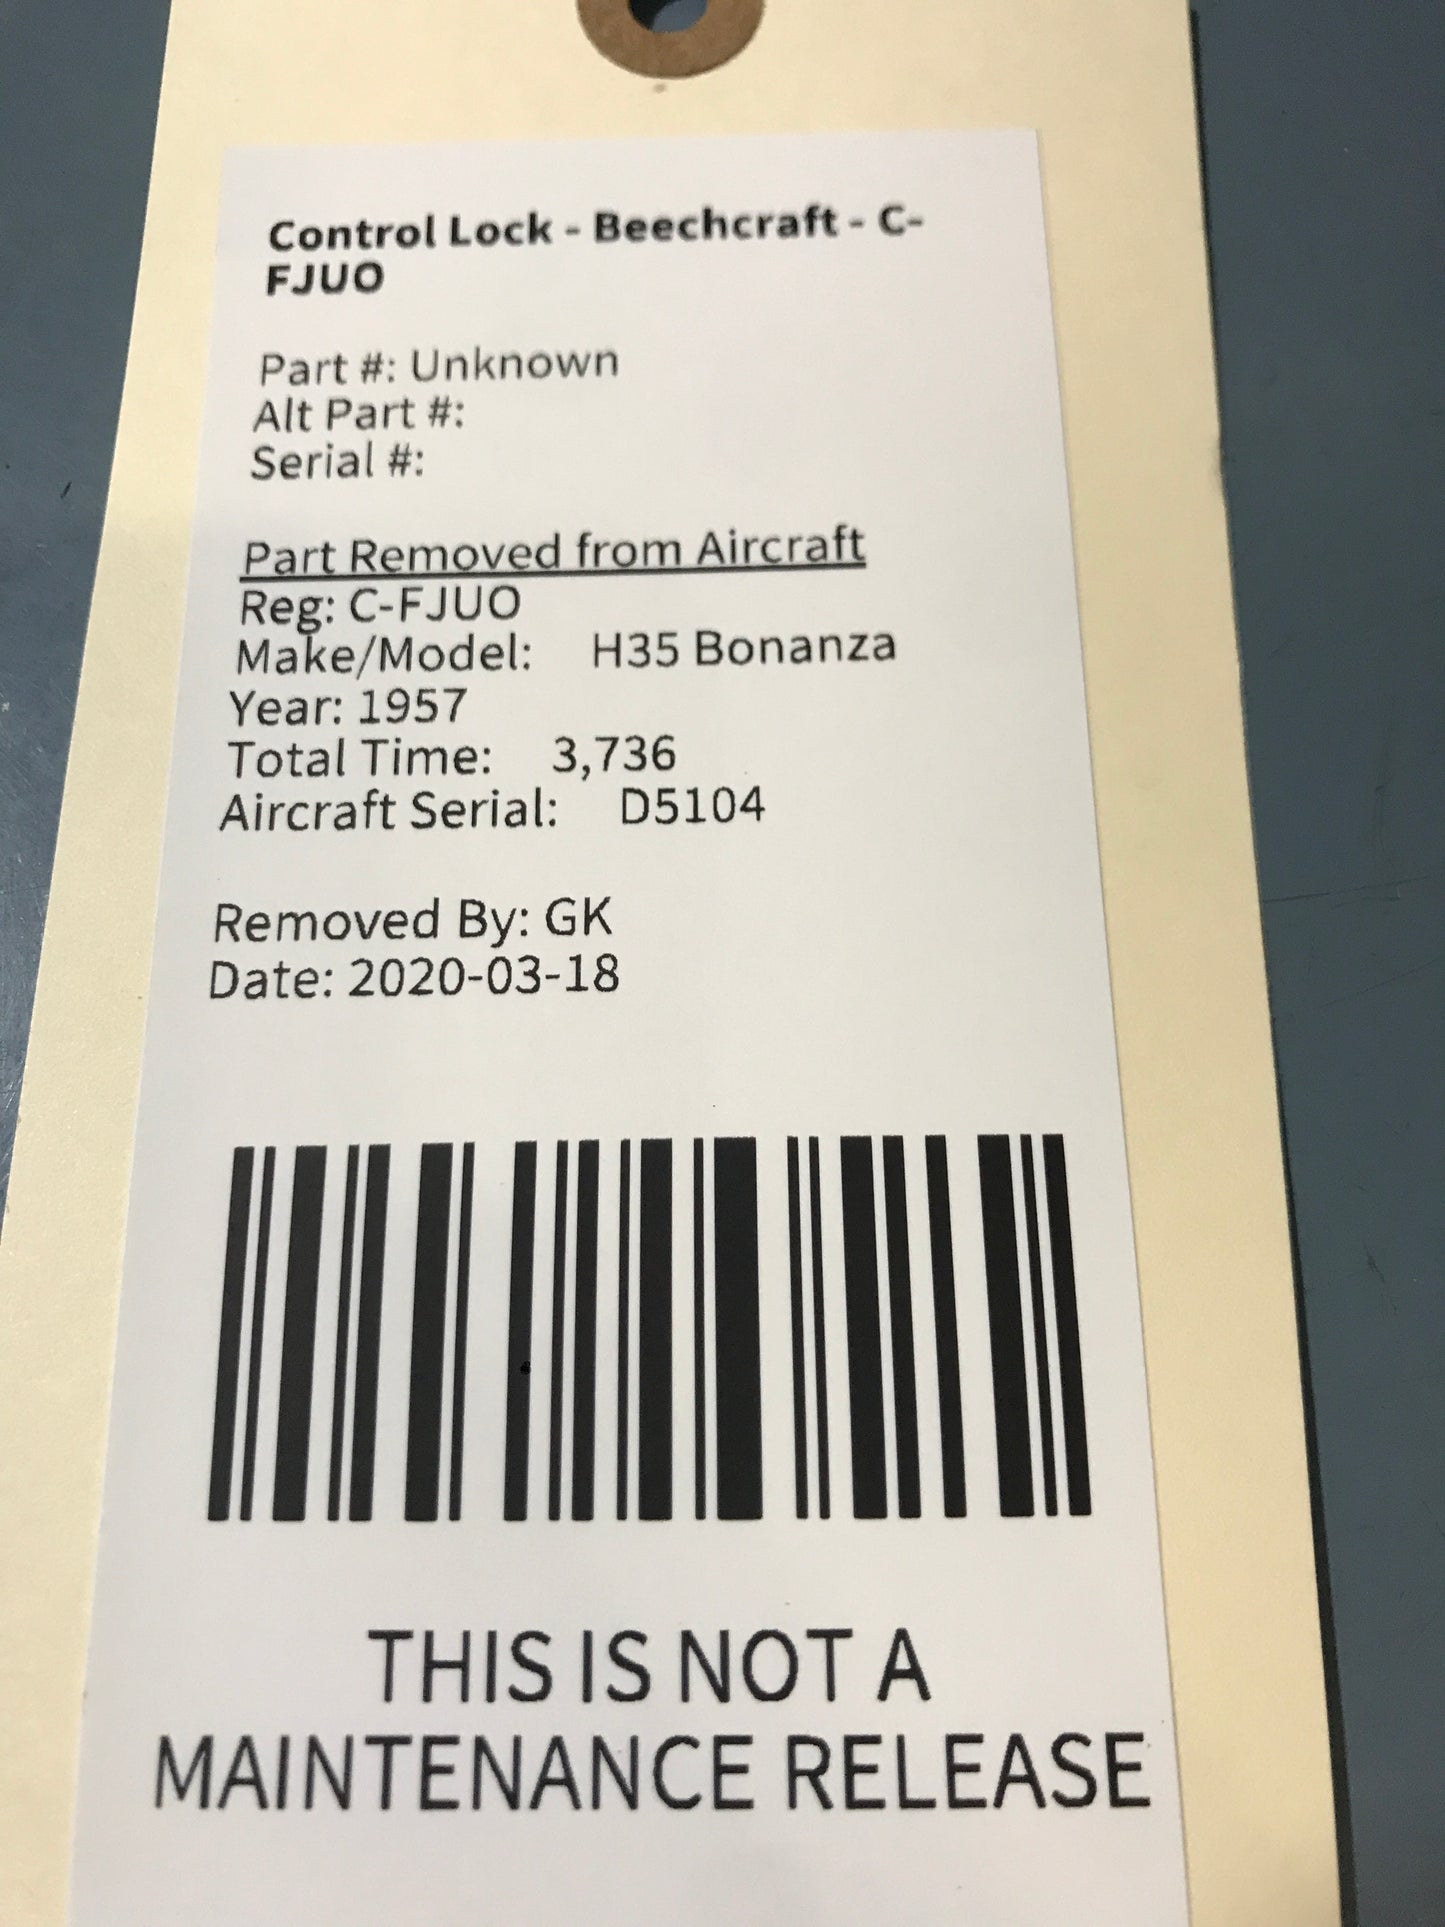 Control Lock - Beechcraft - C-
FJUO
Part #: Unknown
Alt Part #:
Serial #:
Part Removed from Aircraft
Reg: C-FJUO
Make/Model: H35 Bonanza
Year: 1957
Total Time: 3,736
Aircraft Serial: D5104
Removed By: GK
Date: 2020-03-18
THIS IS NOT A
MAINTENANCE RELEASE